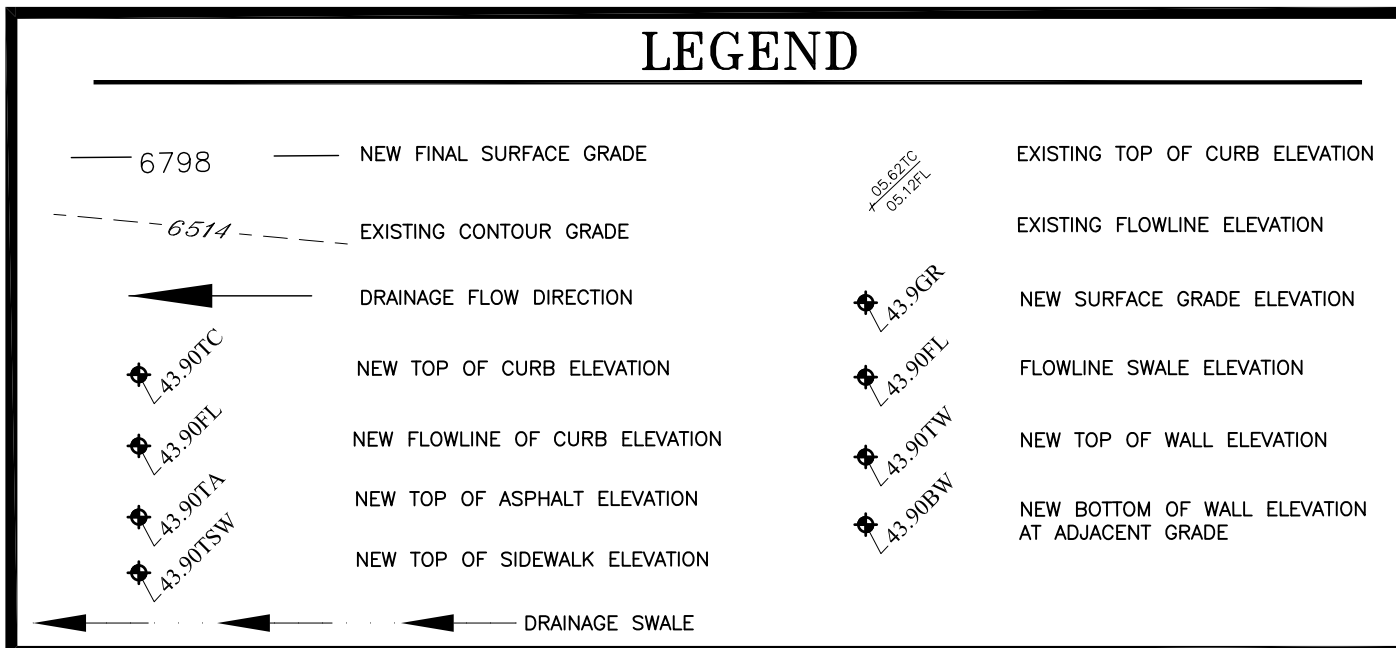 LEGEND
6798 NEW FINAL SURFACE GRADE
6514 EXISTING CONTOUR GRADE
DRAINAGE FLOW DIRECTION
43.90TC NEW TOP OF CURB ELEVATION
43.90FL NEW FLOWLINE OF CURB ELEVATION
43.90TA NEW TOP OF ASPHALT ELEVATION
43.90TSW NEW TOP OF SIDEWALK ELEVATION
DRAINAGE SWALE
05.62TC EXISTING TOP OF CURB ELEVATION
05.12FL EXISTING FLOWLINE ELEVATION
43.9GR NEW SURFACE GRADE ELEVATION
43.90FL FLOWLINE SWALE ELEVATION
43.90TW NEW TOP OF WALL ELEVATION
43.90BW NEW BOTTOM OF WALL ELEVATION
AT ADJACENT GRADE